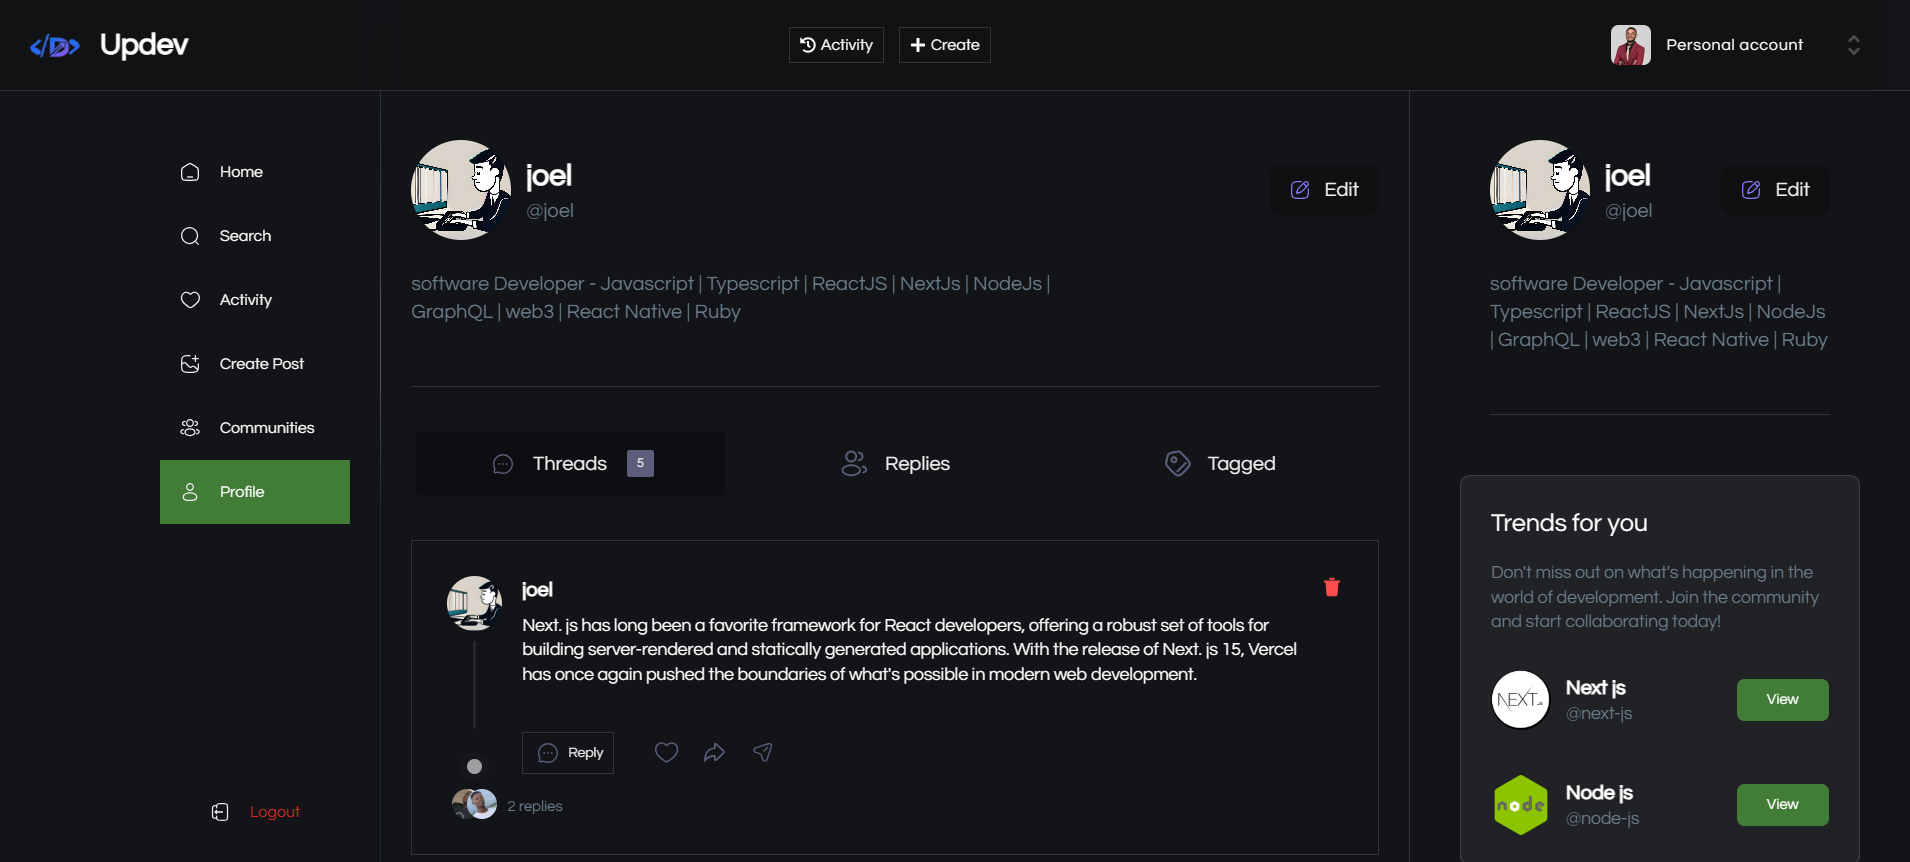 Updev
Activity
Create
Personal account
Home
Search
Activity
Create Post
Communities
Profile
Logout
joel
@joel
Edit
software Developer - Javascript | Typescript | ReactJS | NextJs | NodeJs |
GraphQL | web3 | React Native | Ruby
Threads 5
Replies
Tagged
joel
Next. js has long been a favorite framework for React developers, offering a robust set of tools for
building server-rendered and statically generated applications. With the release of Next. js 15, Vercel
has once again pushed the boundaries of what's possible in modern web development.
Reply
2 replies
joel
@joel
Edit
software Developer - Javascript |
Typescript | ReactJS | NextJs | NodeJs
| GraphQL | web3 | React Native | Ruby
Trends for you
Don't miss out on what's happening in the
world of development. Join the community
and start collaborating today!
NEXT.JS
Next js
@next-js
View
node
Node js
@node-js
View